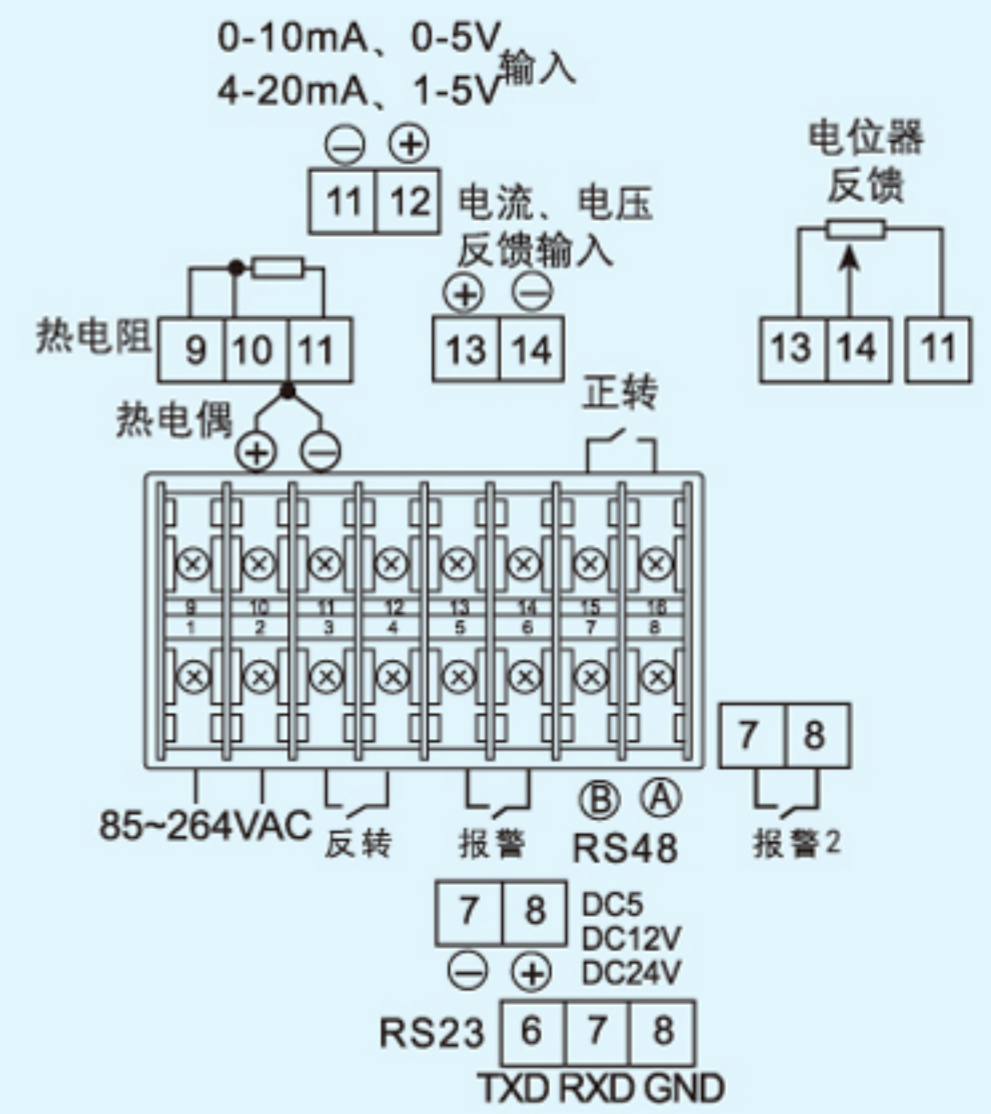 0-10mA、0-5V
4-20mA、1-5V
输入
11 12
电流、电压
反馈输入
13 14
电位器
反馈
13 14 11
热电阻
9 10 11
热电偶
正转
9 10 11 12 13 14 15 16
1 2 3 4 5 6 7 8
85~264VAC
反转
报警
B A
RS48
7 8
报警2
7 8
DC5
DC12V
DC24V
RS23
6 7 8
TXD RXD GND